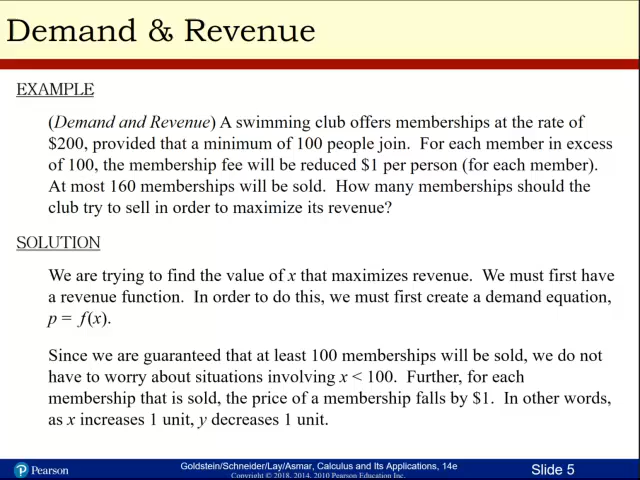 Demand & Revenue
EXAMPLE
(Demand and Revenue) A swimming club offers memberships at the rate of
$200, provided that a minimum of 100 people join. For each member in excess
of 100, the membership fee will be reduced $1 per person (for each member).
At most 160 memberships will be sold. How many memberships should the
club try to sell in order to maximize its revenue?
SOLUTION
We are trying to find the value of x that maximizes revenue. We must first have
a revenue function. In order to do this, we must first create a demand equation,
p = f(x).
Since we are guaranteed that at least 100 memberships will be sold, we do not
have to worry about situations involving x < 100. Further, for each
membership that is sold, the price of a membership falls by $1. In other words,
as x increases 1 unit, y decreases 1 unit.
Pearson
Goldstein/Schneider/Lay/Asmar, Calculus and Its Applications, 14e
Copyright © 2018, 2014, 2010 Pearson Education Inc.
Slide 5